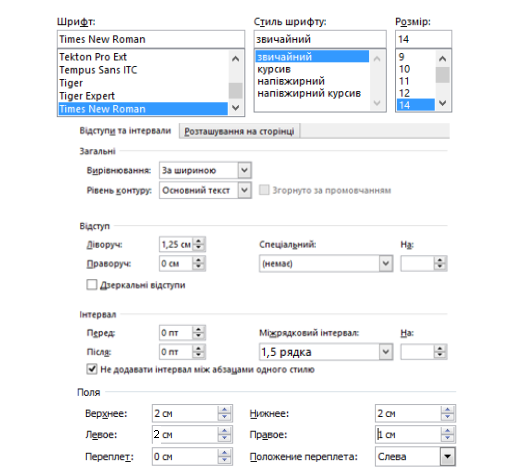 Шрифт: Стиль шрифту: Розмір:
Times New Roman звичайний 14
Tekton Pro Ext звичайний 9
Tempus Sans ITC курсив 10
Tiger напівжирний 11
Tiger Expert напівжирний курсив 12
Times New Roman 14
Відступи та інтервали Розташування на сторінці
Загальні
Вирівнювання: За шириною
Рівень контуру: Основний текст Згорнуто за промовчанням
Відступ
Ліворуч: 1,25 см Спеціальний: На:
Праворуч: 0 см (немає)
Дзеркальні відступи
Інтервал
Перед: 0 пт Міжрядковий інтервал: На:
Після: 0 пт 1,5 рядка
Не додавати інтервал між абзацами одного стилю
Поля
Верхнее: 2 см Нижнее: 2 см
Левое: 2 см Правое: 1 см
Переплет: 0 см Положение переплета: Слева